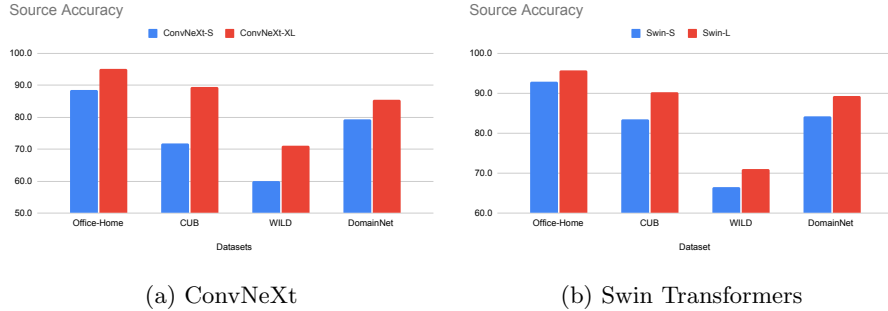 Source Accuracy
ConvNeXt-S ConvNeXt-XL
100.0
90.0
80.0
70.0
60.0
50.0
Office-Home CUB WILD DomainNet
Datasets
(a) ConvNeXt
Source Accuracy
Swin-S Swin-L
100.0
90.0
80.0
70.0
60.0
Office-Home CUB WILD DomainNet
Dataset
(b) Swin Transformers